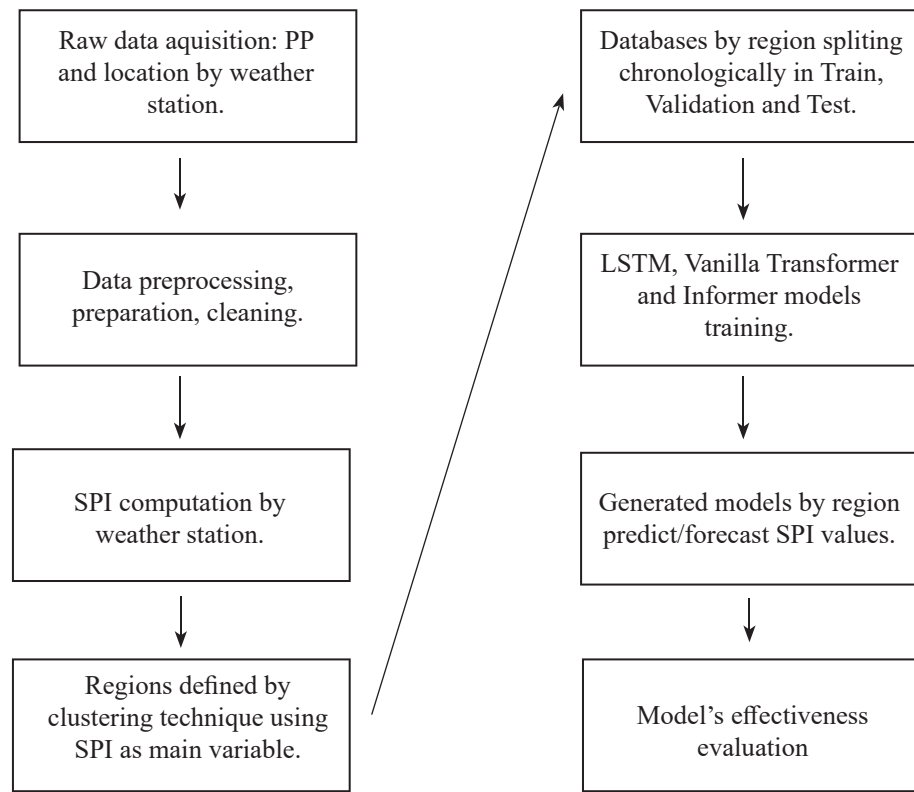 Raw data aquisition: PP
and location by weather
station.
Data preprocessing,
preparation, cleaning.
SPI computation by
weather station.
Regions defined by
clustering technique using
SPI as main variable.
Databases by region spliting
chronologically in Train,
Validation and Test.
LSTM, Vanilla Transformer
and Informer models
training.
Generated models by region
predict/forecast SPI values.
Model’s effectiveness
evaluation